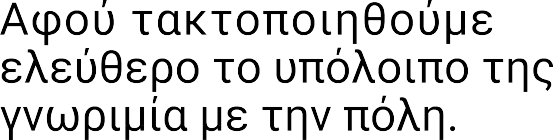 Αφού τακτοποιηθούμε
ελεύθερο το υπόλοιπο της
γνωριμία με την πόλη.